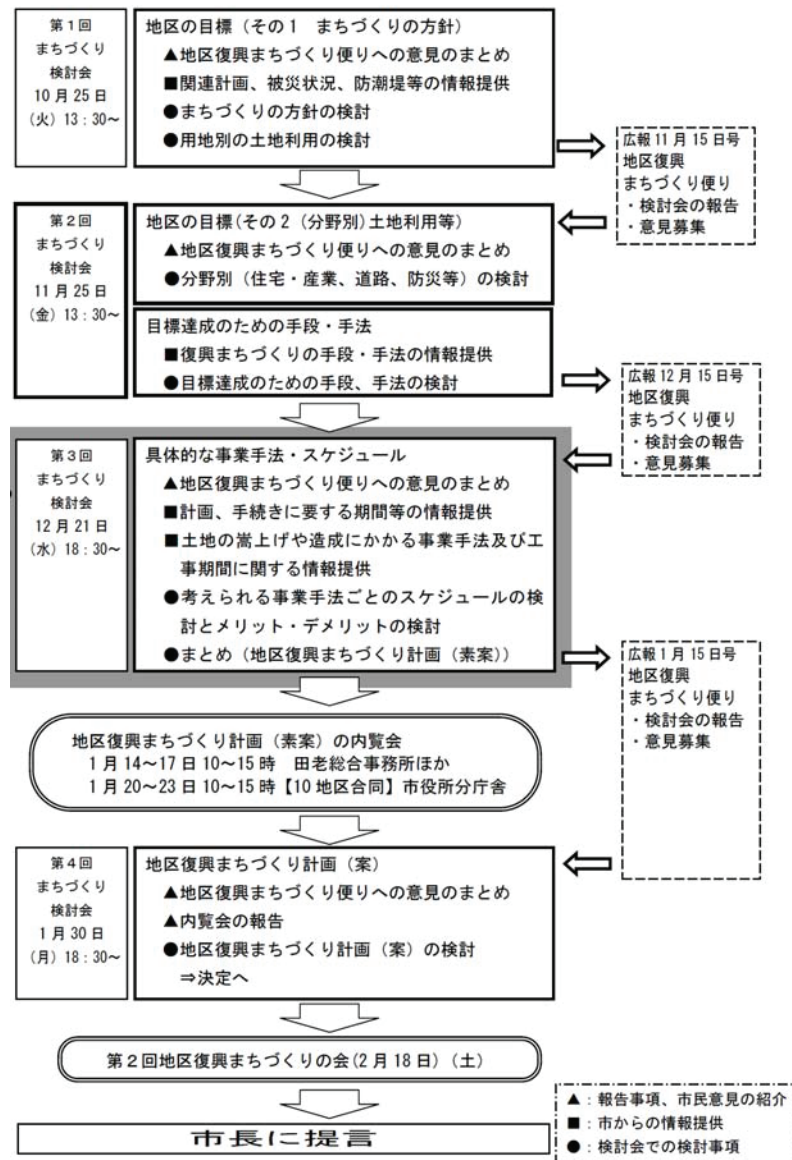 第1回
まちづくり
検討会
10月25日
(火)13:30～
地区の目標(その1　まちづくりの方針)
▲地区復興まちづくり便りへの意見のまとめ
■関連計画、被災状況、防潮堤等の情報提供
●まちづくりの方針の検討
●用地別の土地利用の検討
広報11月15日号
地区復興
まちづくり便り
・検討会の報告
・意見募集
第2回
まちづくり
検討会
11月25日
(金)13:30～
地区の目標(その2(分野別)土地利用等)
▲地区復興まちづくり便りへの意見のまとめ
●分野別(住宅・産業、道路、防災等)の検討
目標達成のための手段・手法
■復興まちづくりの手段・手法の情報提供
●目標達成のための手段、手法の検討
広報12月15日号
地区復興
まちづくり便り
・検討会の報告
・意見募集
第3回
まちづくり
検討会
12月21日
(水)18:30～
具体的な事業手法・スケジュール
▲地区復興まちづくり便りへの意見のまとめ
■計画、手続きに要する期間等の情報提供
■土地の嵩上げや造成にかかる事業手法及び工
事期間に関する情報提供
●考えられる事業手法ごとのスケジュールの検
討とメリット・デメリットの検討
●まとめ(地区復興まちづくり計画(素案))
広報1月15日号
地区復興
まちづくり便り
・検討会の報告
・意見募集
地区復興まちづくり計画(素案)の内覧会
1月14～17日10～15時　田老総合事務所ほか
1月20～23日10～15時【10地区合同】市役所分庁舎
第4回
まちづくり
検討会
1月30日
(月)18:30～
地区復興まちづくり計画(案)
▲地区復興まちづくり便りへの意見のまとめ
▲内覧会の報告
●地区復興まちづくり計画(案)の検討
⇒決定へ
第2回地区復興まちづくりの会(2月18日)(土)
市長に提言
▲：報告事項、市民意見の紹介
■：市からの情報提供
●：検討会での検討事項